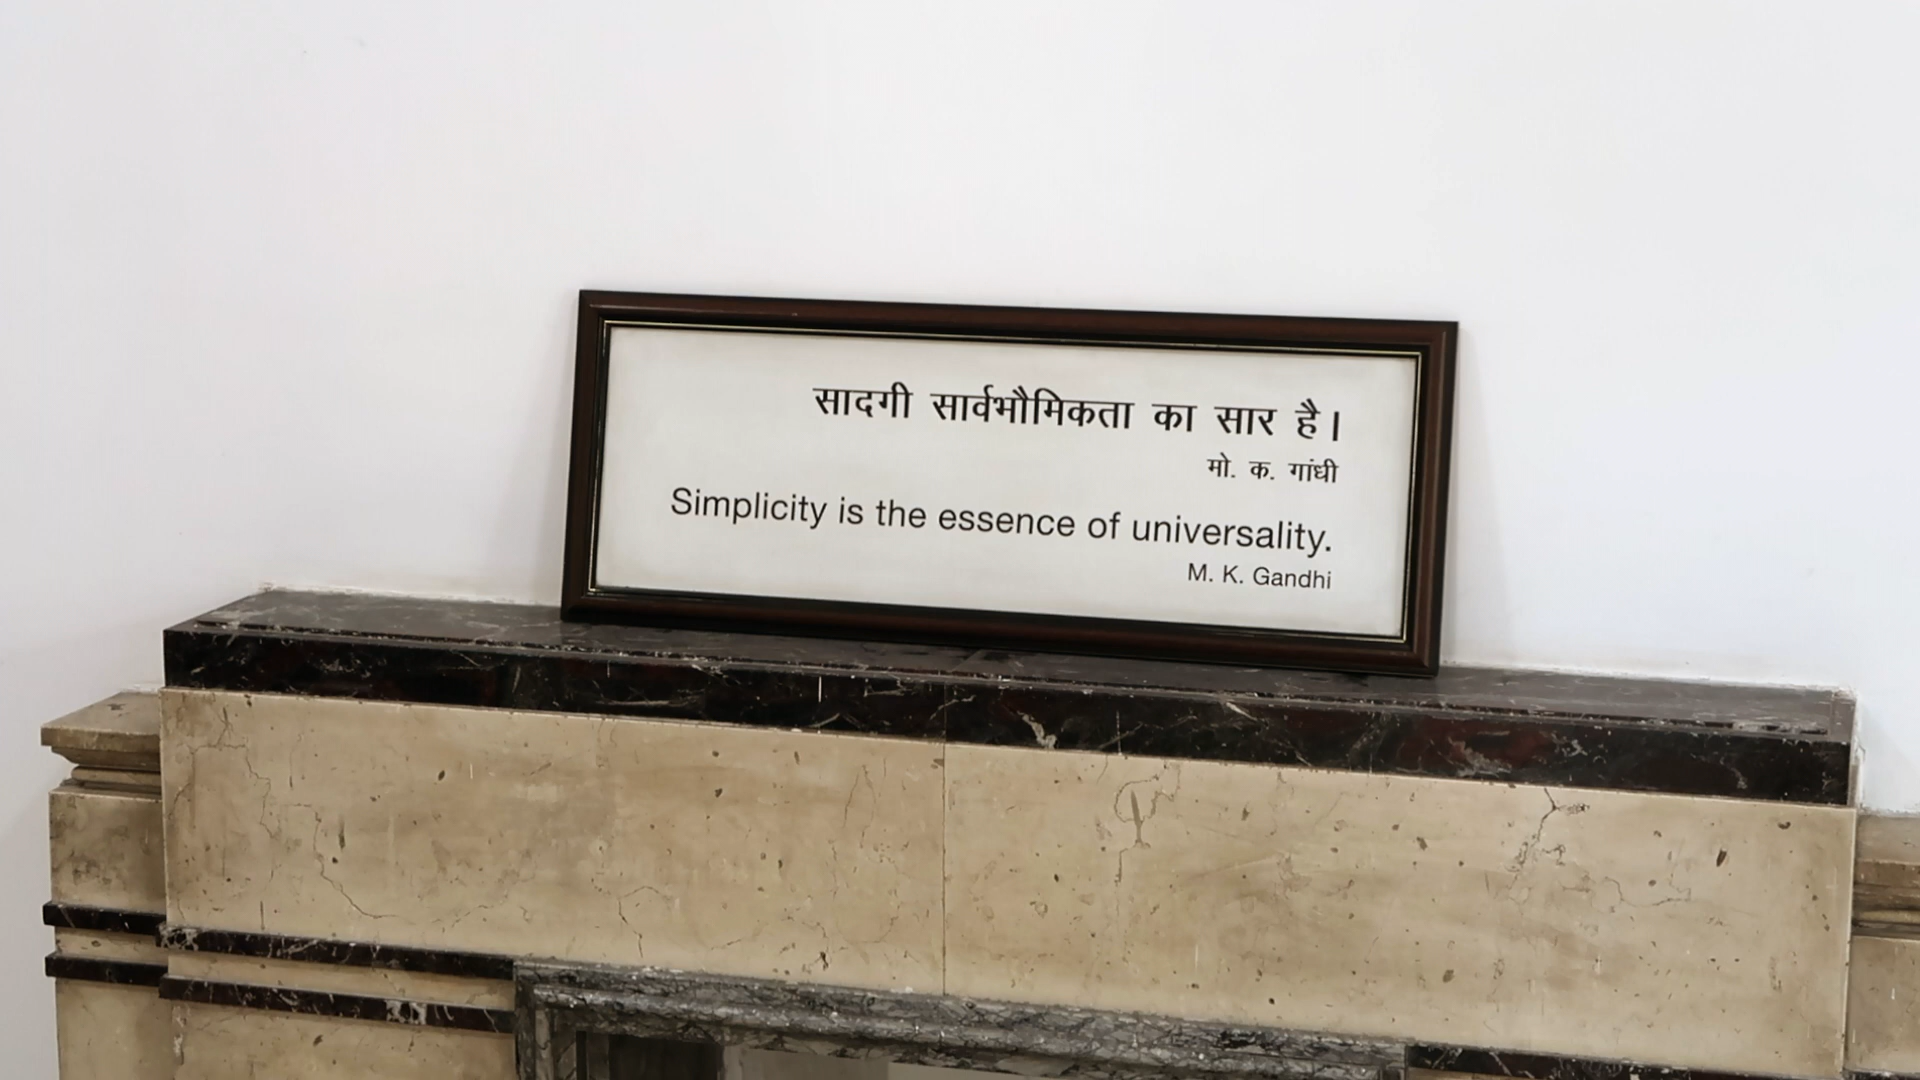 सादगी सार्वभौमिकता का सार है।
मो. क. गांधी
Simplicity is the essence of universality.
M. K. Gandhi